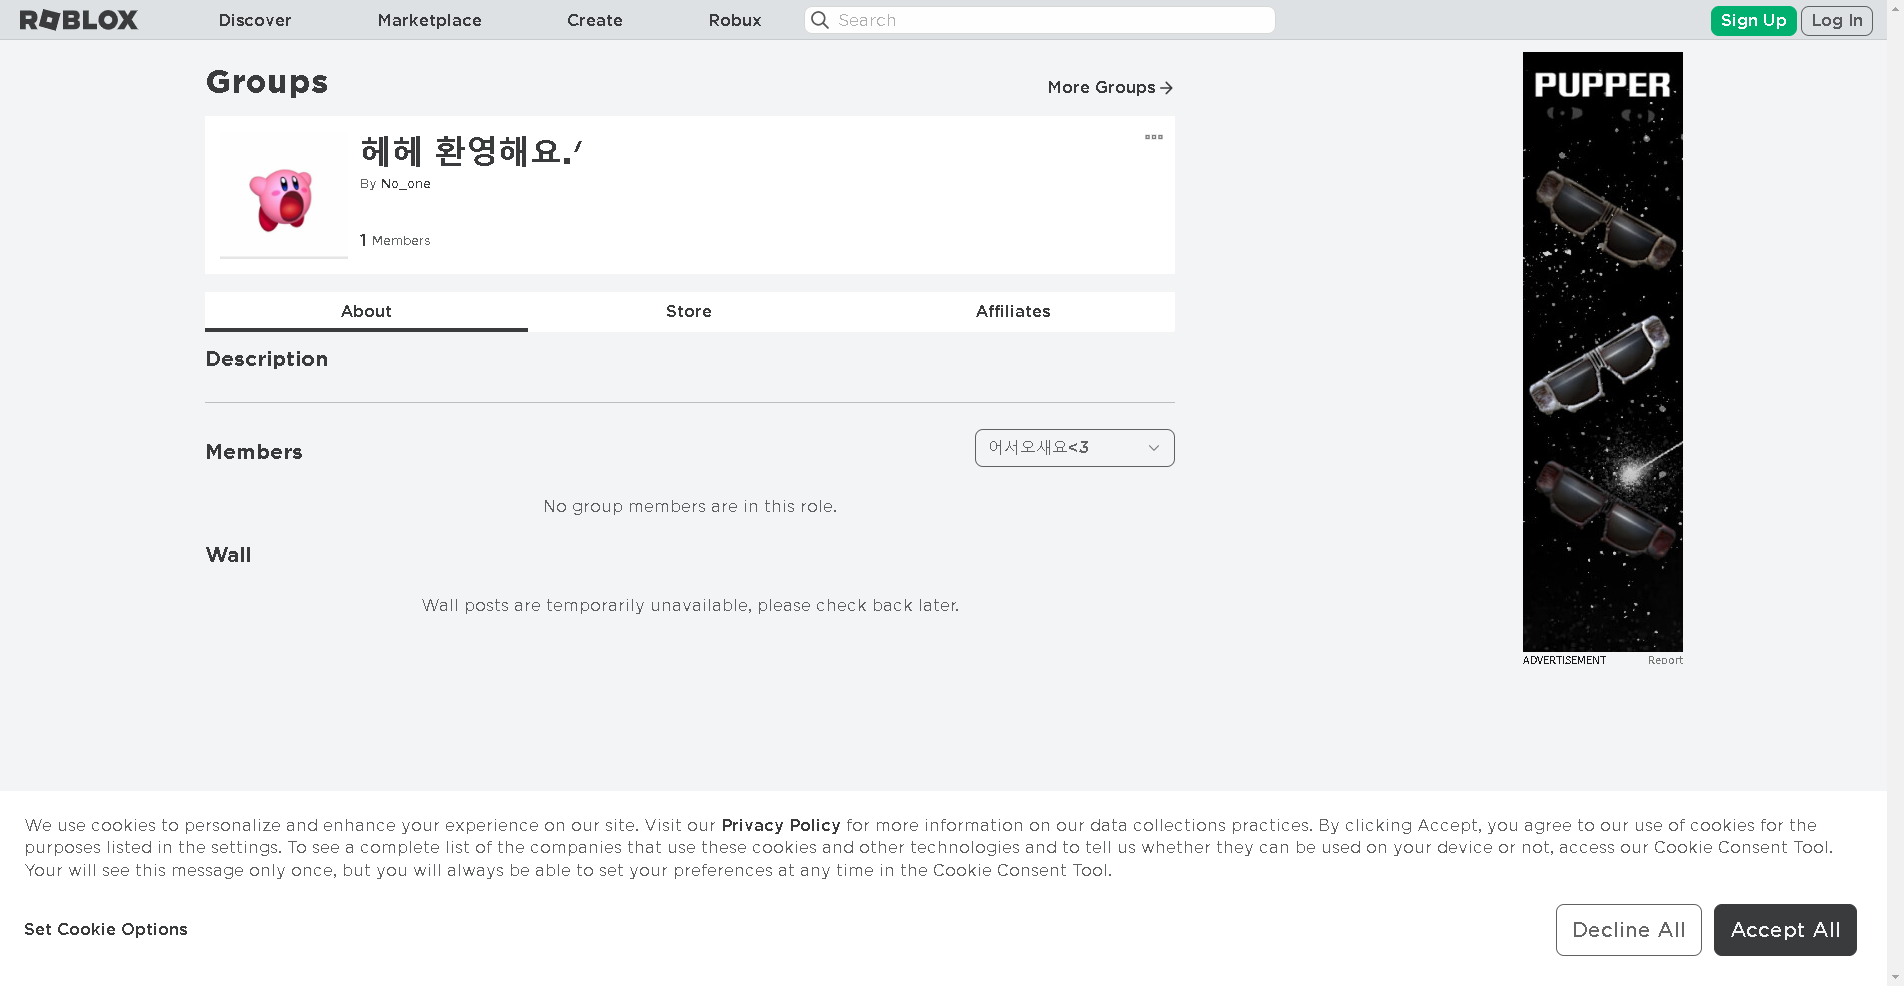 ROBLOX Discover Marketplace Create Robux Search Sign Up Log In
Groups
More Groups
헤헤 환영해요.ᐟ
By No_one
1 Members
About Store Affiliates
Description
Members
어서오새요<3
No group members are in this role.
Wall
Wall posts are temporarily unavailable, please check back later.
PUPPER
ADVERTISEMENT Report
We use cookies to personalize and enhance your experience on our site. Visit our Privacy Policy for more information on our data collections practices. By clicking Accept, you agree to our use of cookies for the
purposes listed in the settings. To see a complete list of the companies that use these cookies and other technologies and to tell us whether they can be used on your device or not, access our Cookie Consent Tool.
Your will see this message only once, but you will always be able to set your preferences at any time in the Cookie Consent Tool.
Set Cookie Options
Decline All
Accept All